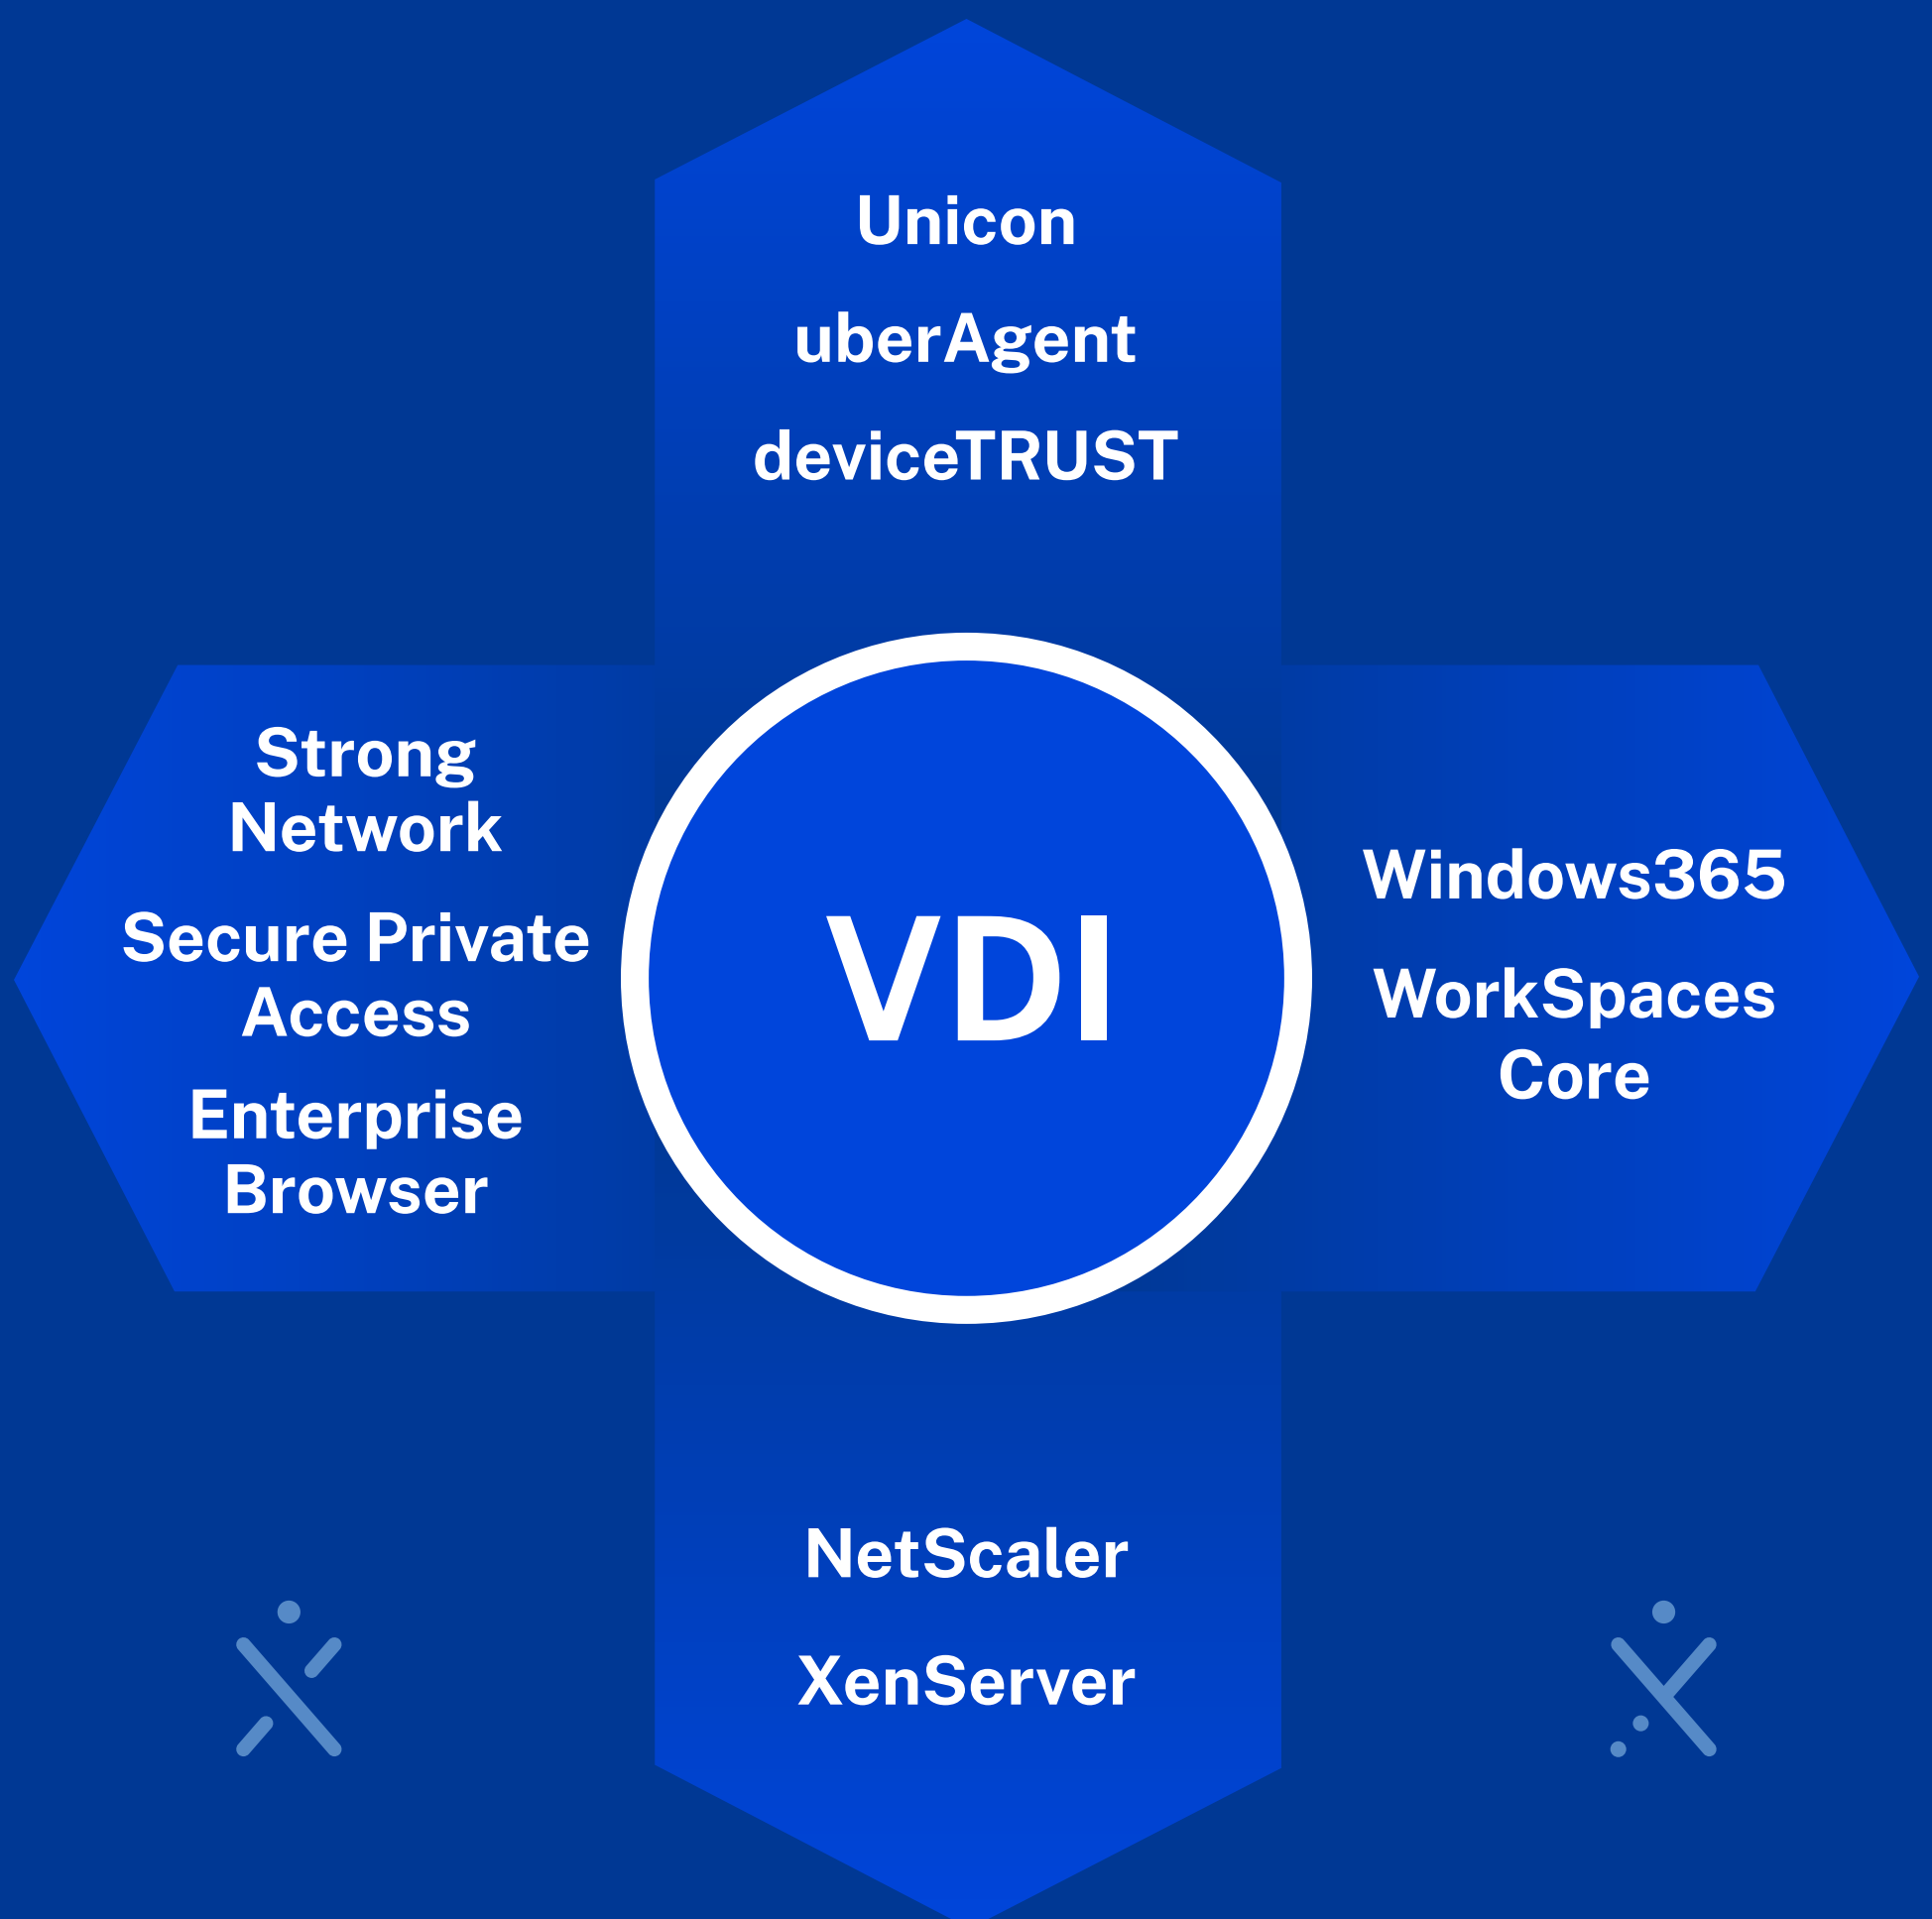 Unicon
uberAgent
deviceTRUST
Strong
Network
Secure Private
Access
Enterprise
Browser
VDI
Windows365
WorkSpaces
Core
NetScaler
XenServer